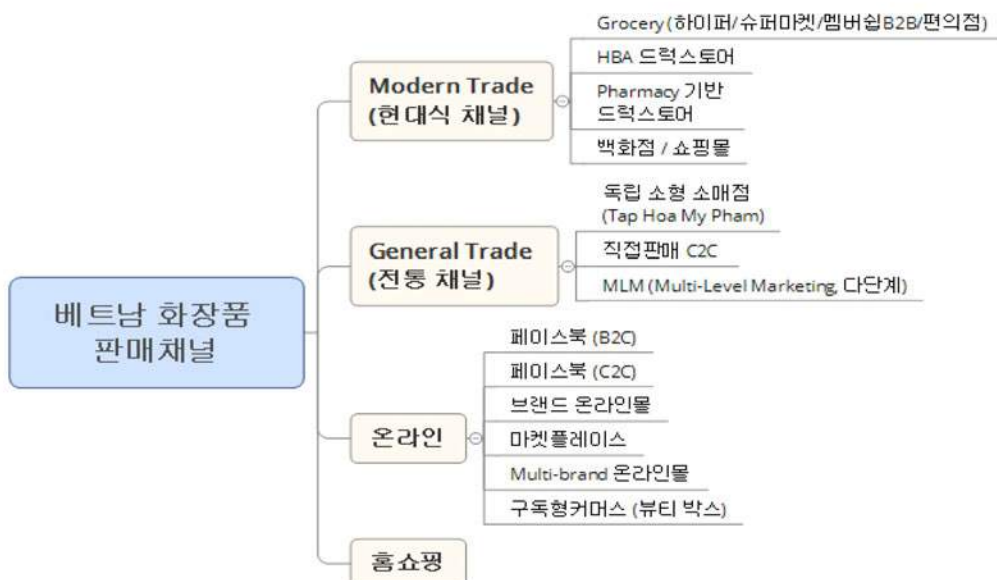 베트남 화장품
판매채널
Modern Trade
(현대식 채널)
Grocery (하이퍼/슈퍼마켓/멤버쉽B2B/편의점)
HBA 드럭스토어
Pharmacy 기반
드럭스토어
백화점 / 쇼핑몰
General Trade
(전통 채널)
독립 소형 소매점
(Tap Hoa My Pham)
직접판매 C2C
MLM (Multi-Level Marketing, 다단계)
온라인
페이스북 (B2C)
페이스북 (C2C)
브랜드 온라인몰
마켓플레이스
Multi-brand 온라인몰
구독형커머스 (뷰티 박스)
홈쇼핑